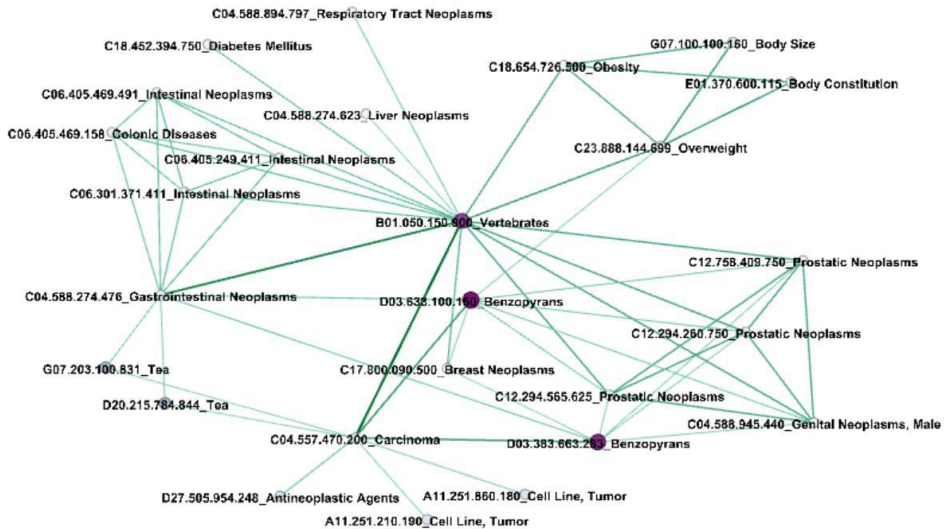 C04.588.894.797_Respiratory Tract Neoplasms
C18.452.394.750_Diabetes Mellitus
G07.100.100.160_Body Size
C18.654.726.500_Obesity
E01.370.600.115_Body Constitution
C06.405.469.491_Intestinal Neoplasms
C04.588.274.623_Liver Neoplasms
C06.405.469.158_Colonic Diseases
C23.888.144.699_Overweight
C06.405.249.411_Intestinal Neoplasms
C06.301.371.411_Intestinal Neoplasms
B01.050.150.900_Vertebrates
C12.758.409.750_Prostatic Neoplasms
C04.588.274.476_Gastrointestinal Neoplasms
D03.633.100.150_Benzopyrans
C12.294.260.750_Prostatic Neoplasms
G07.203.100.831_Tea
C17.800.090.500_Breast Neoplasms
C12.294.565.625_Prostatic Neoplasms
D20.215.784.844_Tea
C04.588.945.440_Genital Neoplasms, Male
C04.557.470.200_Carcinoma
D03.383.663.283_Benzopyrans
D27.505.954.248_Antineoplastic Agents
A11.251.860.180_Cell Line, Tumor
A11.251.210.190_Cell Line, Tumor